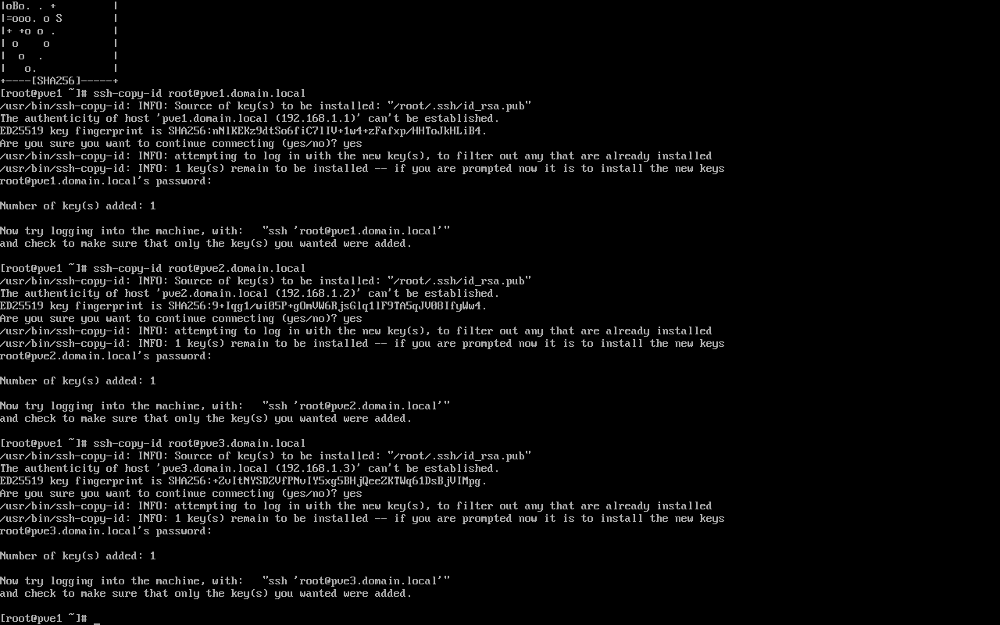 |oBo. . +         |
|=ooo. o S        |
|+ +o o .         |
| o    o          |
|  o  .           |
|   o.            |
+----[SHA256]-----+
[root@pve1 ~]# ssh-copy-id root@pve1.domain.local
/usr/bin/ssh-copy-id: INFO: Source of key(s) to be installed: "/root/.ssh/id_rsa.pub"
The authenticity of host 'pve1.domain.local (192.168.1.1)' can't be established.
ED25519 key fingerprint is SHA256:nNlKEKz9dtSo6fiC7lIV+1w4+zFafxp/HHToJkHLiB4.
Are you sure you want to continue connecting (yes/no)? yes
/usr/bin/ssh-copy-id: INFO: attempting to log in with the new key(s), to filter out any that are already installed
/usr/bin/ssh-copy-id: INFO: 1 key(s) remain to be installed -- if you are prompted now it is to install the new keys
root@pve1.domain.local's password:
Number of key(s) added: 1
Now try logging into the machine, with:   "ssh 'root@pve1.domain.local'"
and check to make sure that only the key(s) you wanted were added.
[root@pve1 ~]# ssh-copy-id root@pve2.domain.local
/usr/bin/ssh-copy-id: INFO: Source of key(s) to be installed: "/root/.ssh/id_rsa.pub"
The authenticity of host 'pve2.domain.local (192.168.1.2)' can't be established.
ED25519 key fingerprint is SHA256:9+Iqg1/wi05P+gOmVW6RjsGlq1lF9TA5qJV08IfyWw4.
Are you sure you want to continue connecting (yes/no)? yes
/usr/bin/ssh-copy-id: INFO: attempting to log in with the new key(s), to filter out any that are already installed
/usr/bin/ssh-copy-id: INFO: 1 key(s) remain to be installed -- if you are prompted now it is to install the new keys
root@pve2.domain.local's password:
Number of key(s) added: 1
Now try logging into the machine, with:   "ssh 'root@pve2.domain.local'"
and check to make sure that only the key(s) you wanted were added.
[root@pve1 ~]# ssh-copy-id root@pve3.domain.local
/usr/bin/ssh-copy-id: INFO: Source of key(s) to be installed: "/root/.ssh/id_rsa.pub"
The authenticity of host 'pve3.domain.local (192.168.1.3)' can't be established.
ED25519 key fingerprint is SHA256:+ZvItNYSDZVfPNvIY5xg5BHjQeeZKTWq61DsBjVIMpg.
Are you sure you want to continue connecting (yes/no)? yes
/usr/bin/ssh-copy-id: INFO: attempting to log in with the new key(s), to filter out any that are already installed
/usr/bin/ssh-copy-id: INFO: 1 key(s) remain to be installed -- if you are prompted now it is to install the new keys
root@pve3.domain.local's password:
Number of key(s) added: 1
Now try logging into the machine, with:   "ssh 'root@pve3.domain.local'"
and check to make sure that only the key(s) you wanted were added.
[root@pve1 ~]# _